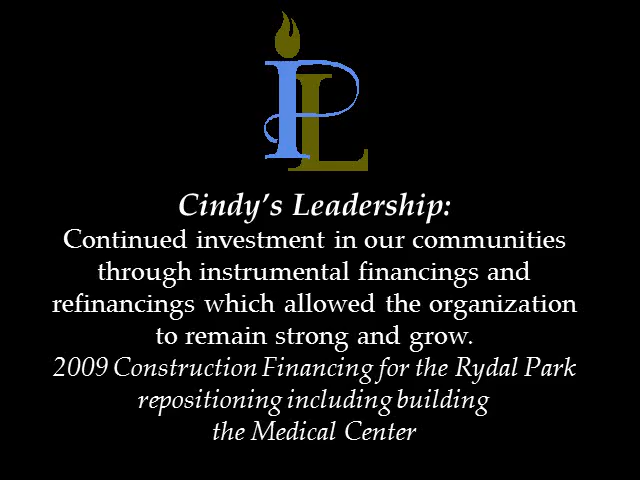 PL
Cindy’s Leadership:
Continued investment in our communities
through instrumental financings and
refinancings which allowed the organization
to remain strong and grow.
2009 Construction Financing for the Rydal Park
repositioning including building
the Medical Center